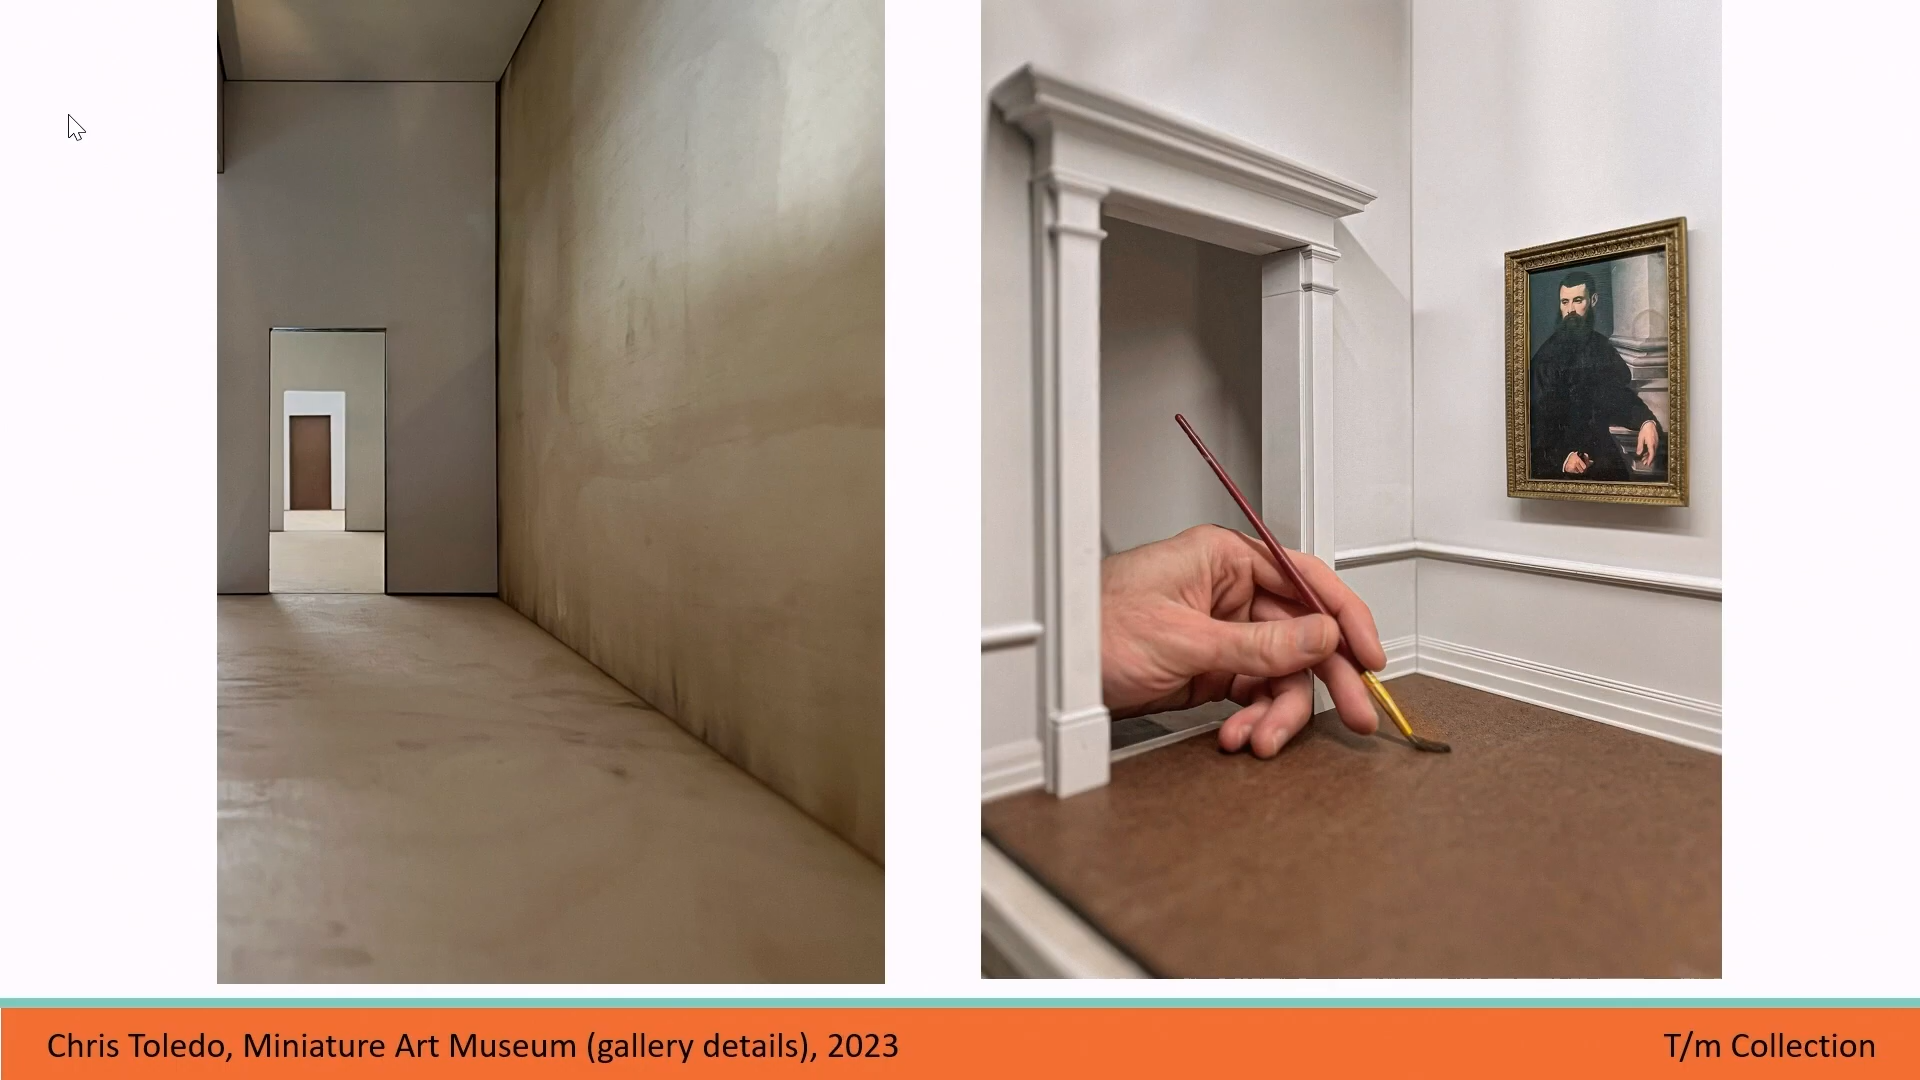 Chris Toledo, Miniature Art Museum (gallery details), 2023
T/m Collection